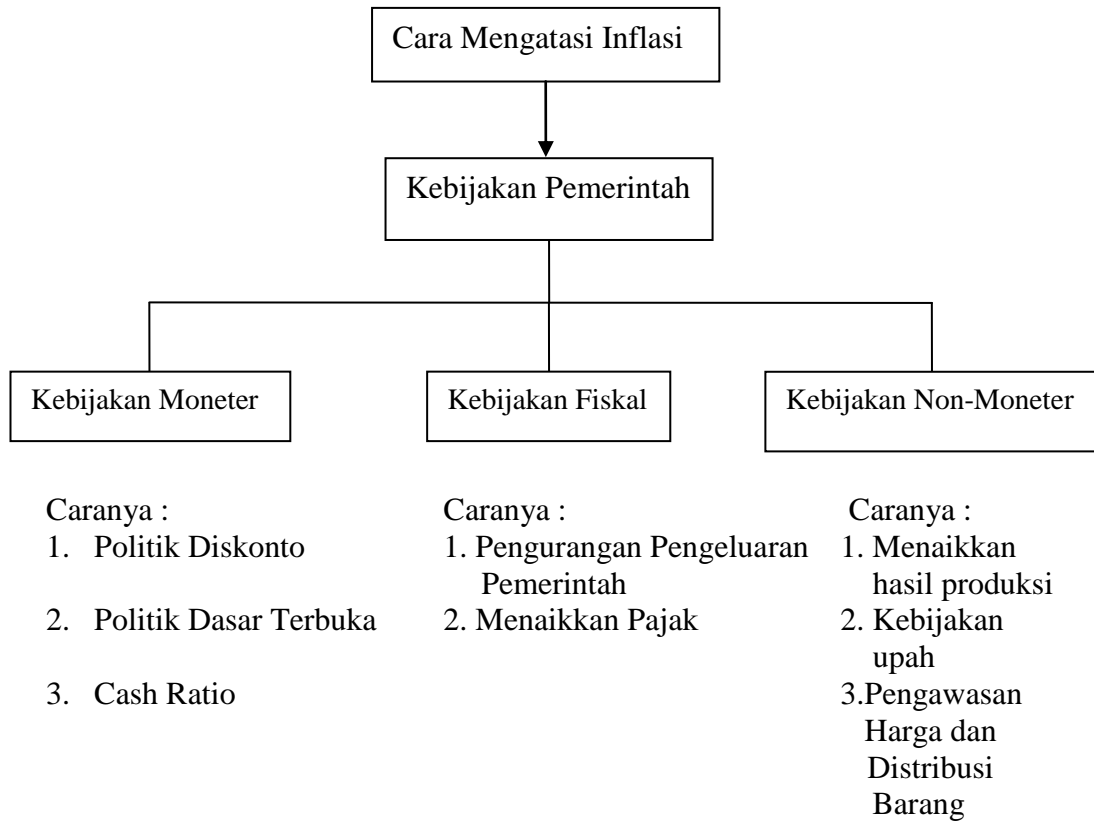 Cara Mengatasi Inflasi
Kebijakan Pemerintah
Kebijakan Moneter
Kebijakan Fiskal
Kebijakan Non-Moneter
Caranya :
1. Politik Diskonto
2. Politik Dasar Terbuka
3. Cash Ratio
Caranya :
1. Pengurangan Pengeluaran
Pemerintah
2. Menaikkan Pajak
Caranya :
1. Menaikkan
hasil produksi
2. Kebijakan
upah
3.Pengawasan
Harga dan
Distribusi
Barang